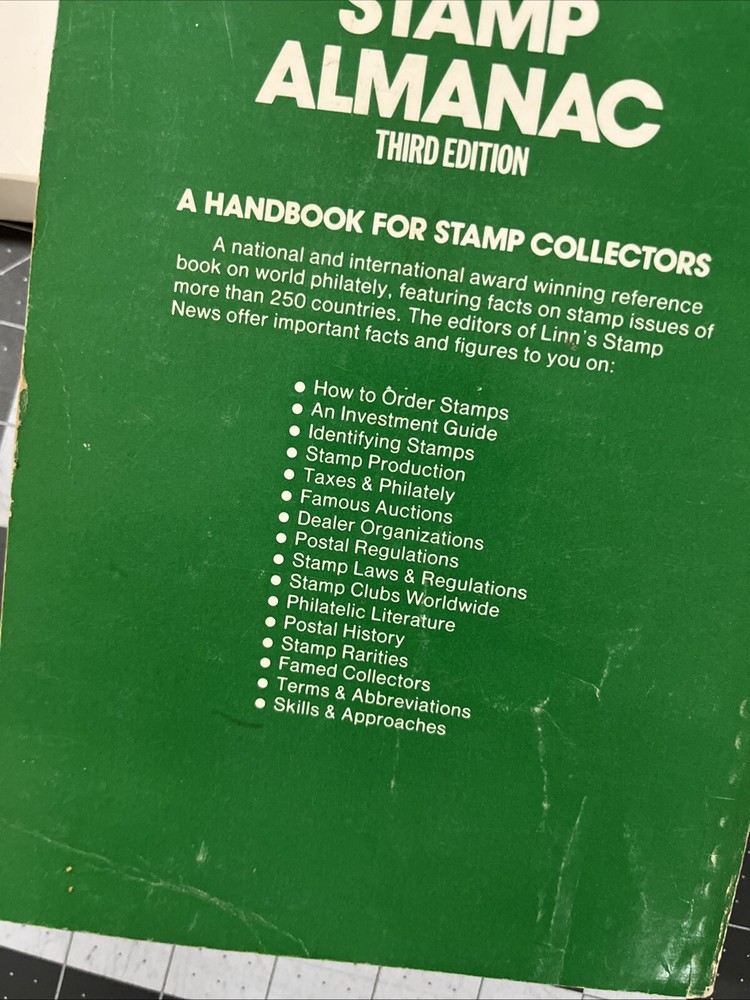 STAMP
ALMANAC
THIRD EDITION
A HANDBOOK FOR STAMP COLLECTORS
A national and international award winning reference
book on world philately, featuring facts on stamp issues of
more than 250 countries. The editors of Linn's Stamp
News offer important facts and figures to you on:
● How to Order Stamps
● An Investment Guide
● Identifying Stamps
● Stamp Production
● Taxes & Philately
● Famous Auctions
● Dealer Organizations
● Postal Regulations
● Stamp Laws & Regulations
● Stamp Clubs Worldwide
● Philatelic Literature
● Postal History
● Stamp Rarities
● Famed Collectors
● Terms & Abbreviations
● Skills & Approaches